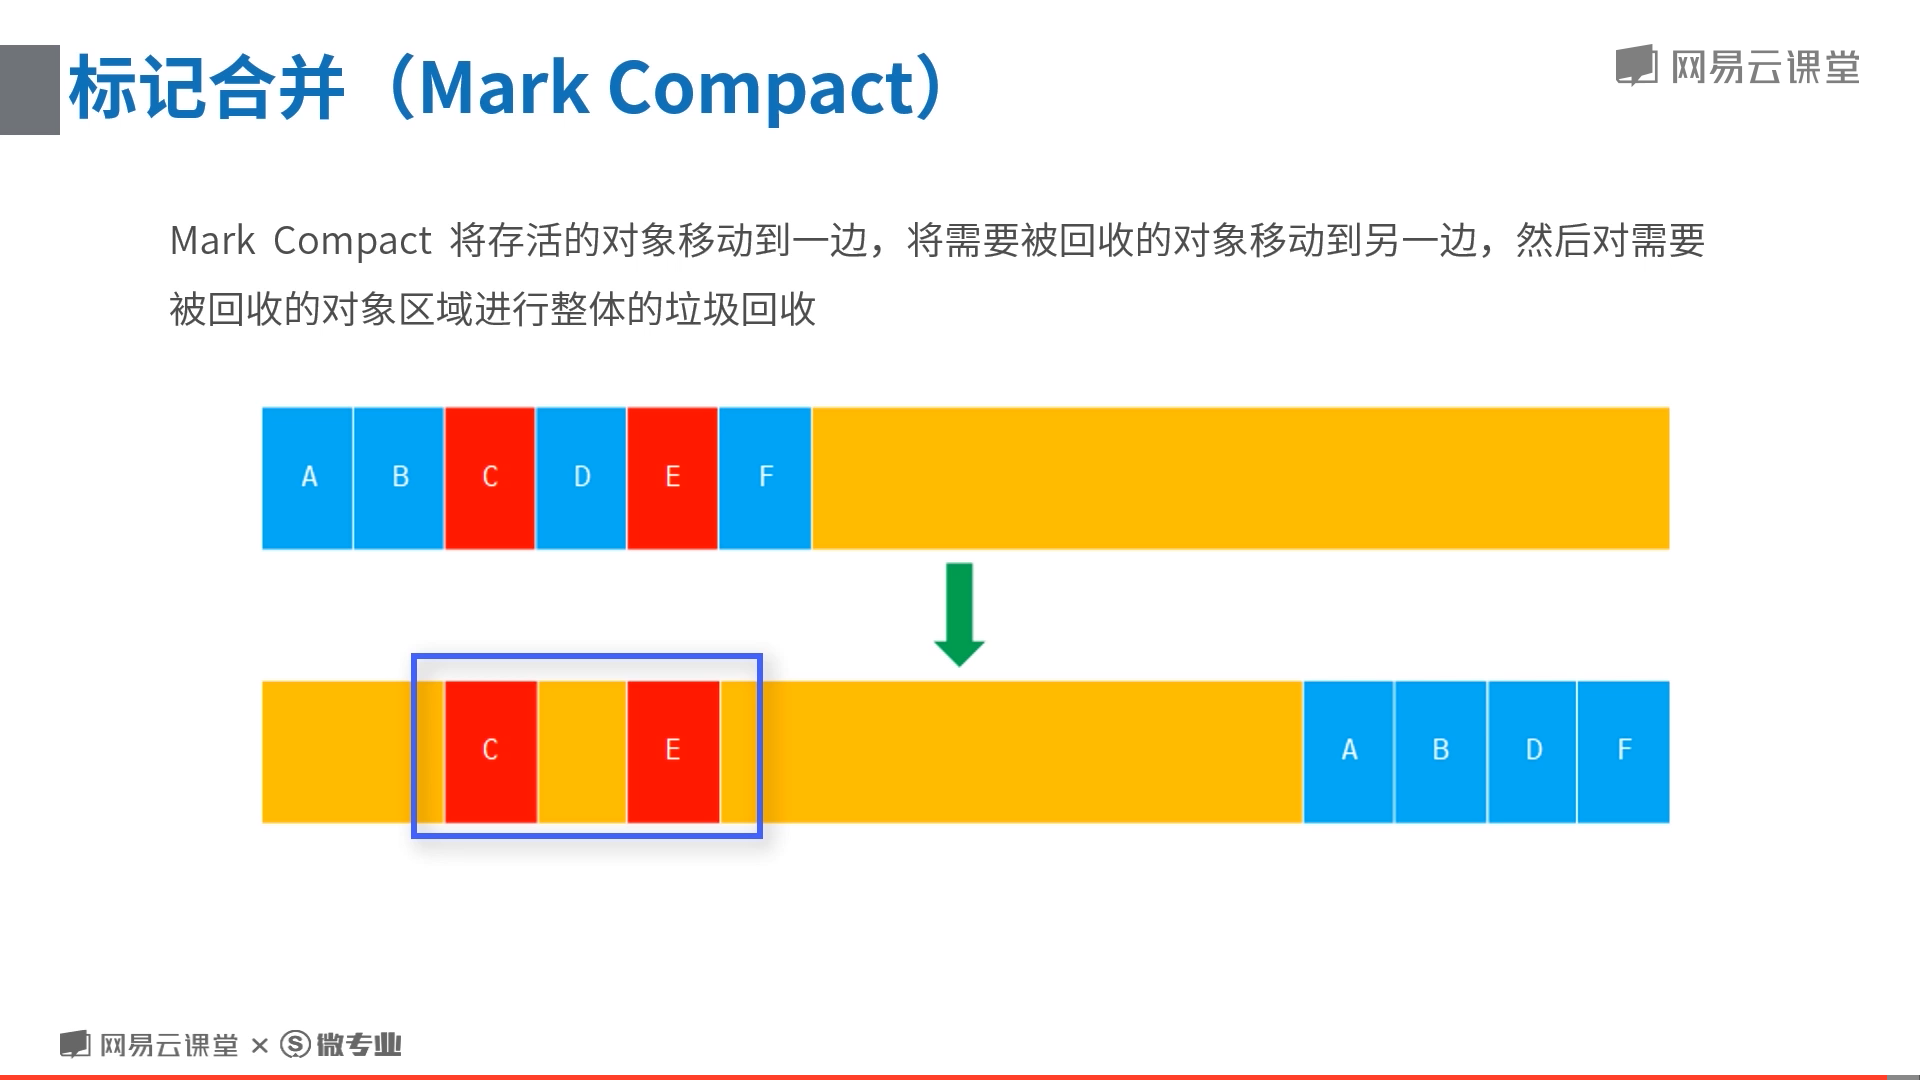 标记合并（Mark Compact）
网易云课堂
Mark Compact 将存活的对象移动到一边，将需要被回收的对象移动到另一边，然后对需要
被回收的对象区域进行整体的垃圾回收
A B C D E F
C E A B D F
网易云课堂 × S 微专业